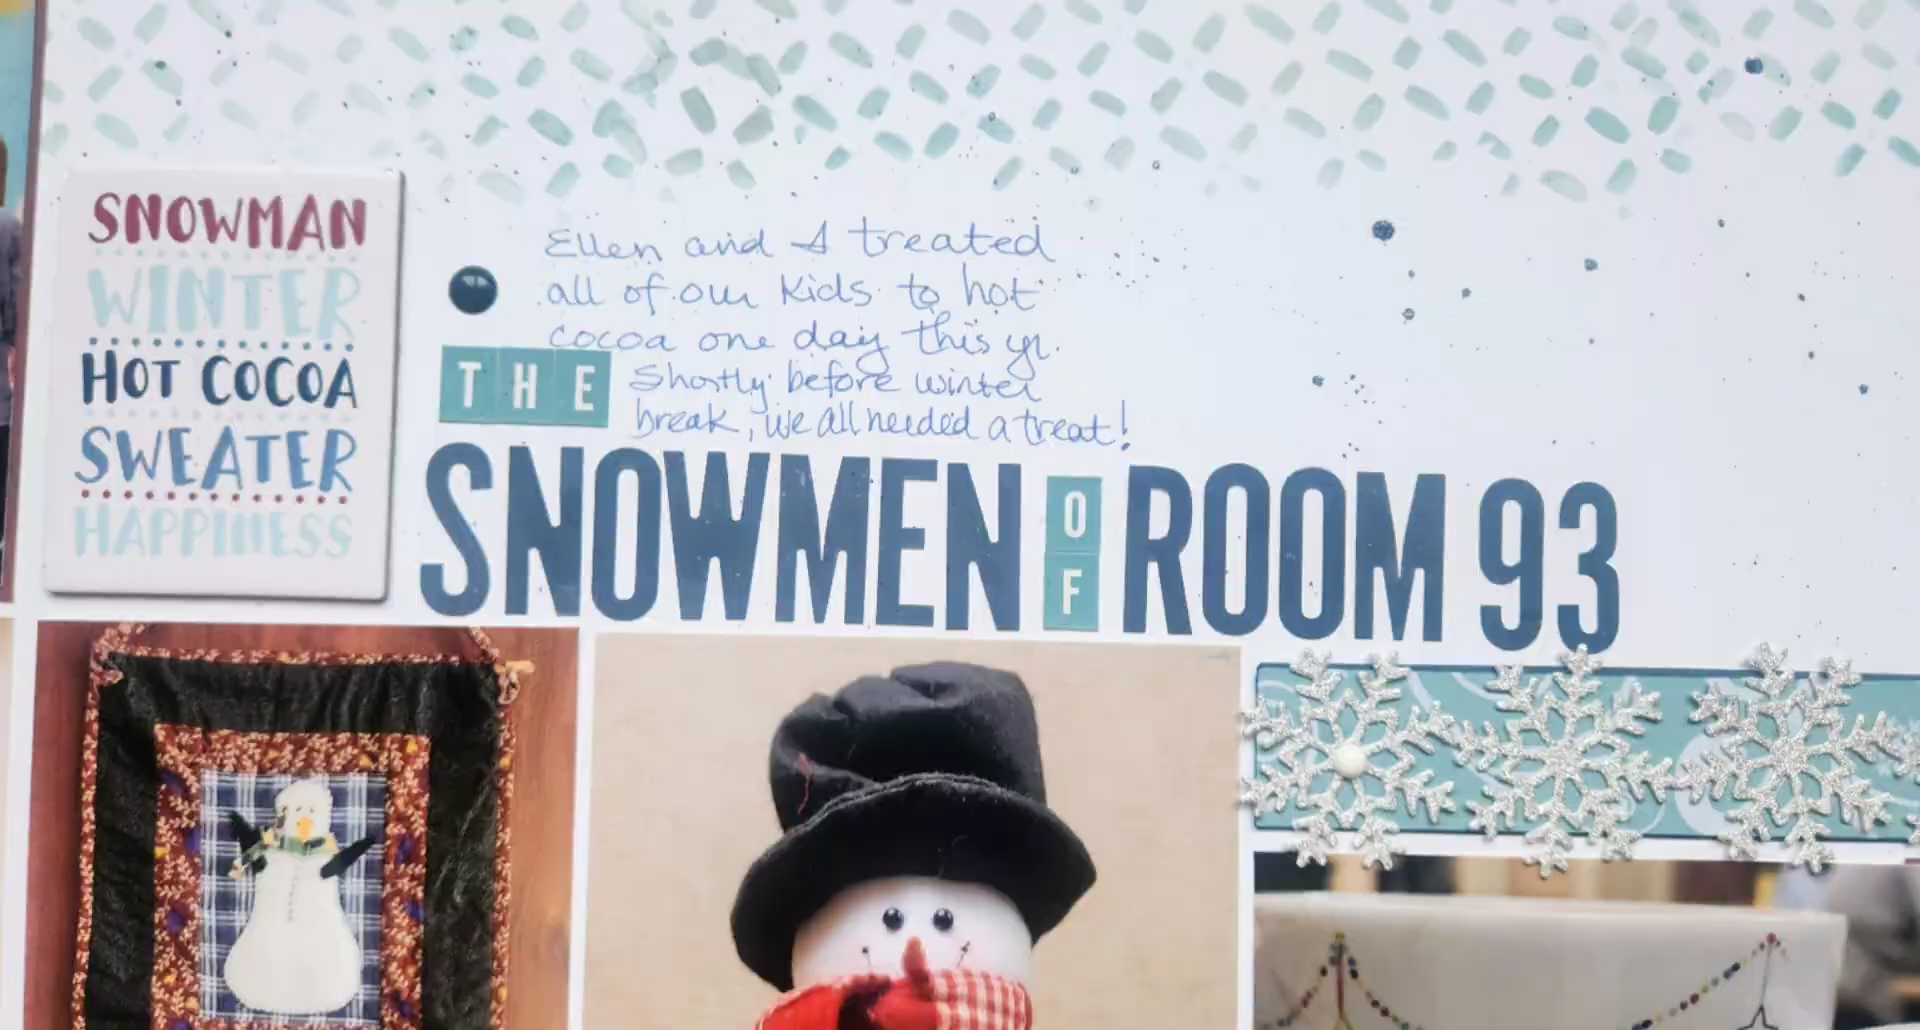 SNOWMAN
WINTER
HOT COCOA
SWEATER
HAPPINESS
Ellen and I treated
all of our kids to hot
cocoa one day this yr.
Shortly before winter
break, we all needed a treat!
THE
SNOWMEN OF ROOM 93